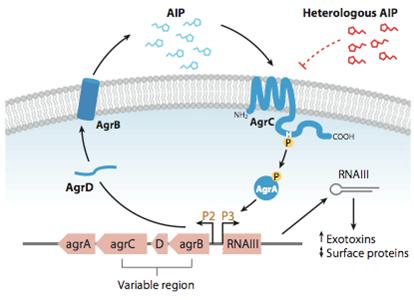 AIP
Heterologous AIP
AgrB
NH₂
AgrC
COOH
H
P
AgrD
P
AgrA
RNAIII
P2 P3
agrA agrC D agrB RNAIII
Exotoxins
Surface proteins
Variable region